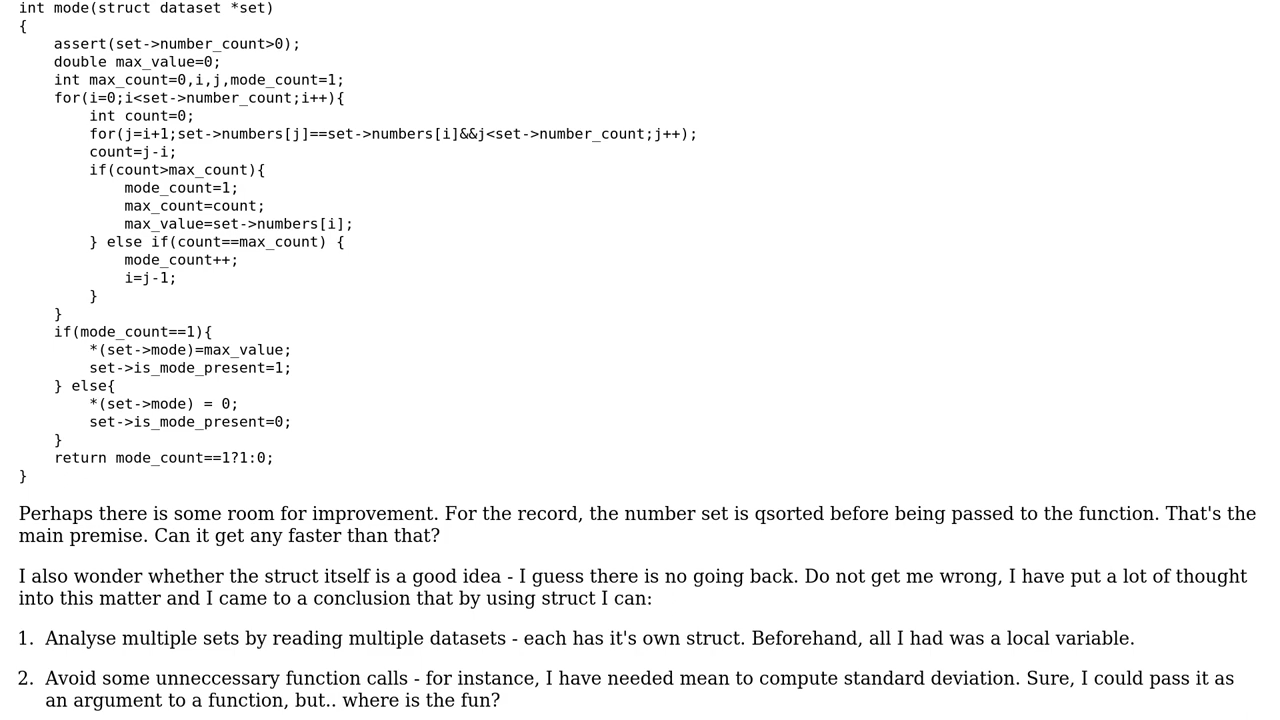 int mode(struct dataset *set)
{
    assert(set->number_count>0);
    double max_value=0;
    int max_count=0,i,j,mode_count=1;
    for(i=0;i<set->number_count;i++){
        int count=0;
        for(j=i+1;set->numbers[j]==set->numbers[i]&&j<set->number_count;j++);
        count=j-i;
        if(count>max_count){
            mode_count=1;
            max_count=count;
            max_value=set->numbers[i];
        } else if(count==max_count) {
            mode_count++;
            i=j-1;
        }
    }
    if(mode_count==1){
        *(set->mode)=max_value;
        set->is_mode_present=1;
    } else{
        *(set->mode) = 0;
        set->is_mode_present=0;
    }
    return mode_count==1?1:0;
}
Perhaps there is some room for improvement. For the record, the number set is qsorted before being passed to the function. That's the
main premise. Can it get any faster than that?
I also wonder whether the struct itself is a good idea - I guess there is no going back. Do not get me wrong, I have put a lot of thought
into this matter and I came to a conclusion that by using struct I can:
1. Analyse multiple sets by reading multiple datasets - each has it's own struct. Beforehand, all I had was a local variable.
2. Avoid some unneccessary function calls - for instance, I have needed mean to compute standard deviation. Sure, I could pass it as
an argument to a function, but.. where is the fun?